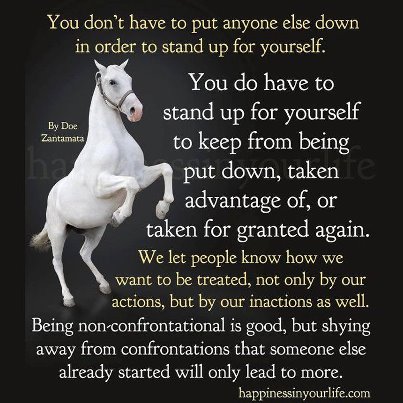 You don't have to put anyone else down
in order to stand up for yourself.
You do have to
stand up for yourself
to keep from being
put down, taken
advantage of, or
taken for granted again.
By Doe
Zantamata
happinessinyourlife
We let people know how we
want to be treated, not only by our
actions, but by our inactions as well.
Being non-confrontational is good, but shying
away from confrontations that someone else
already started will only lead to more.
happinessinyourlife.com